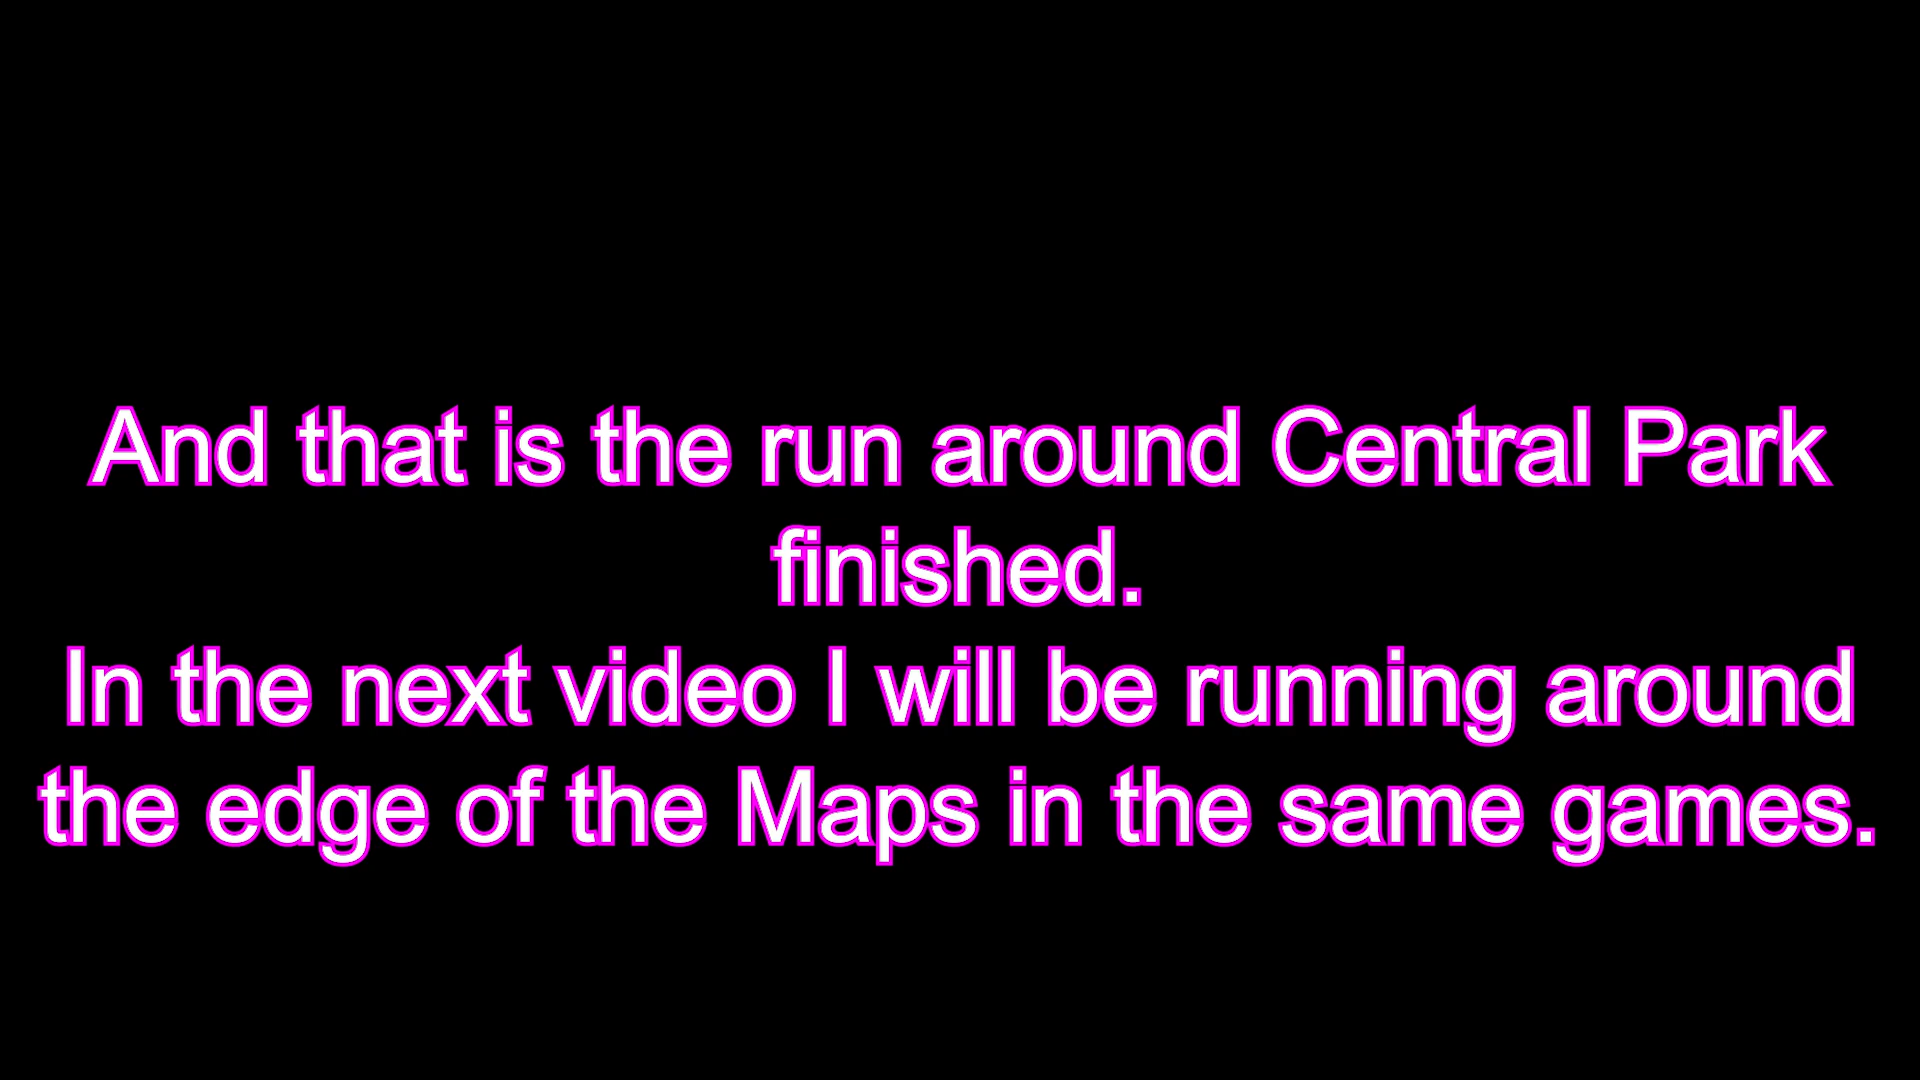 And that is the run around Central Park
finished.
In the next video I will be running around
the edge of the Maps in the same games.